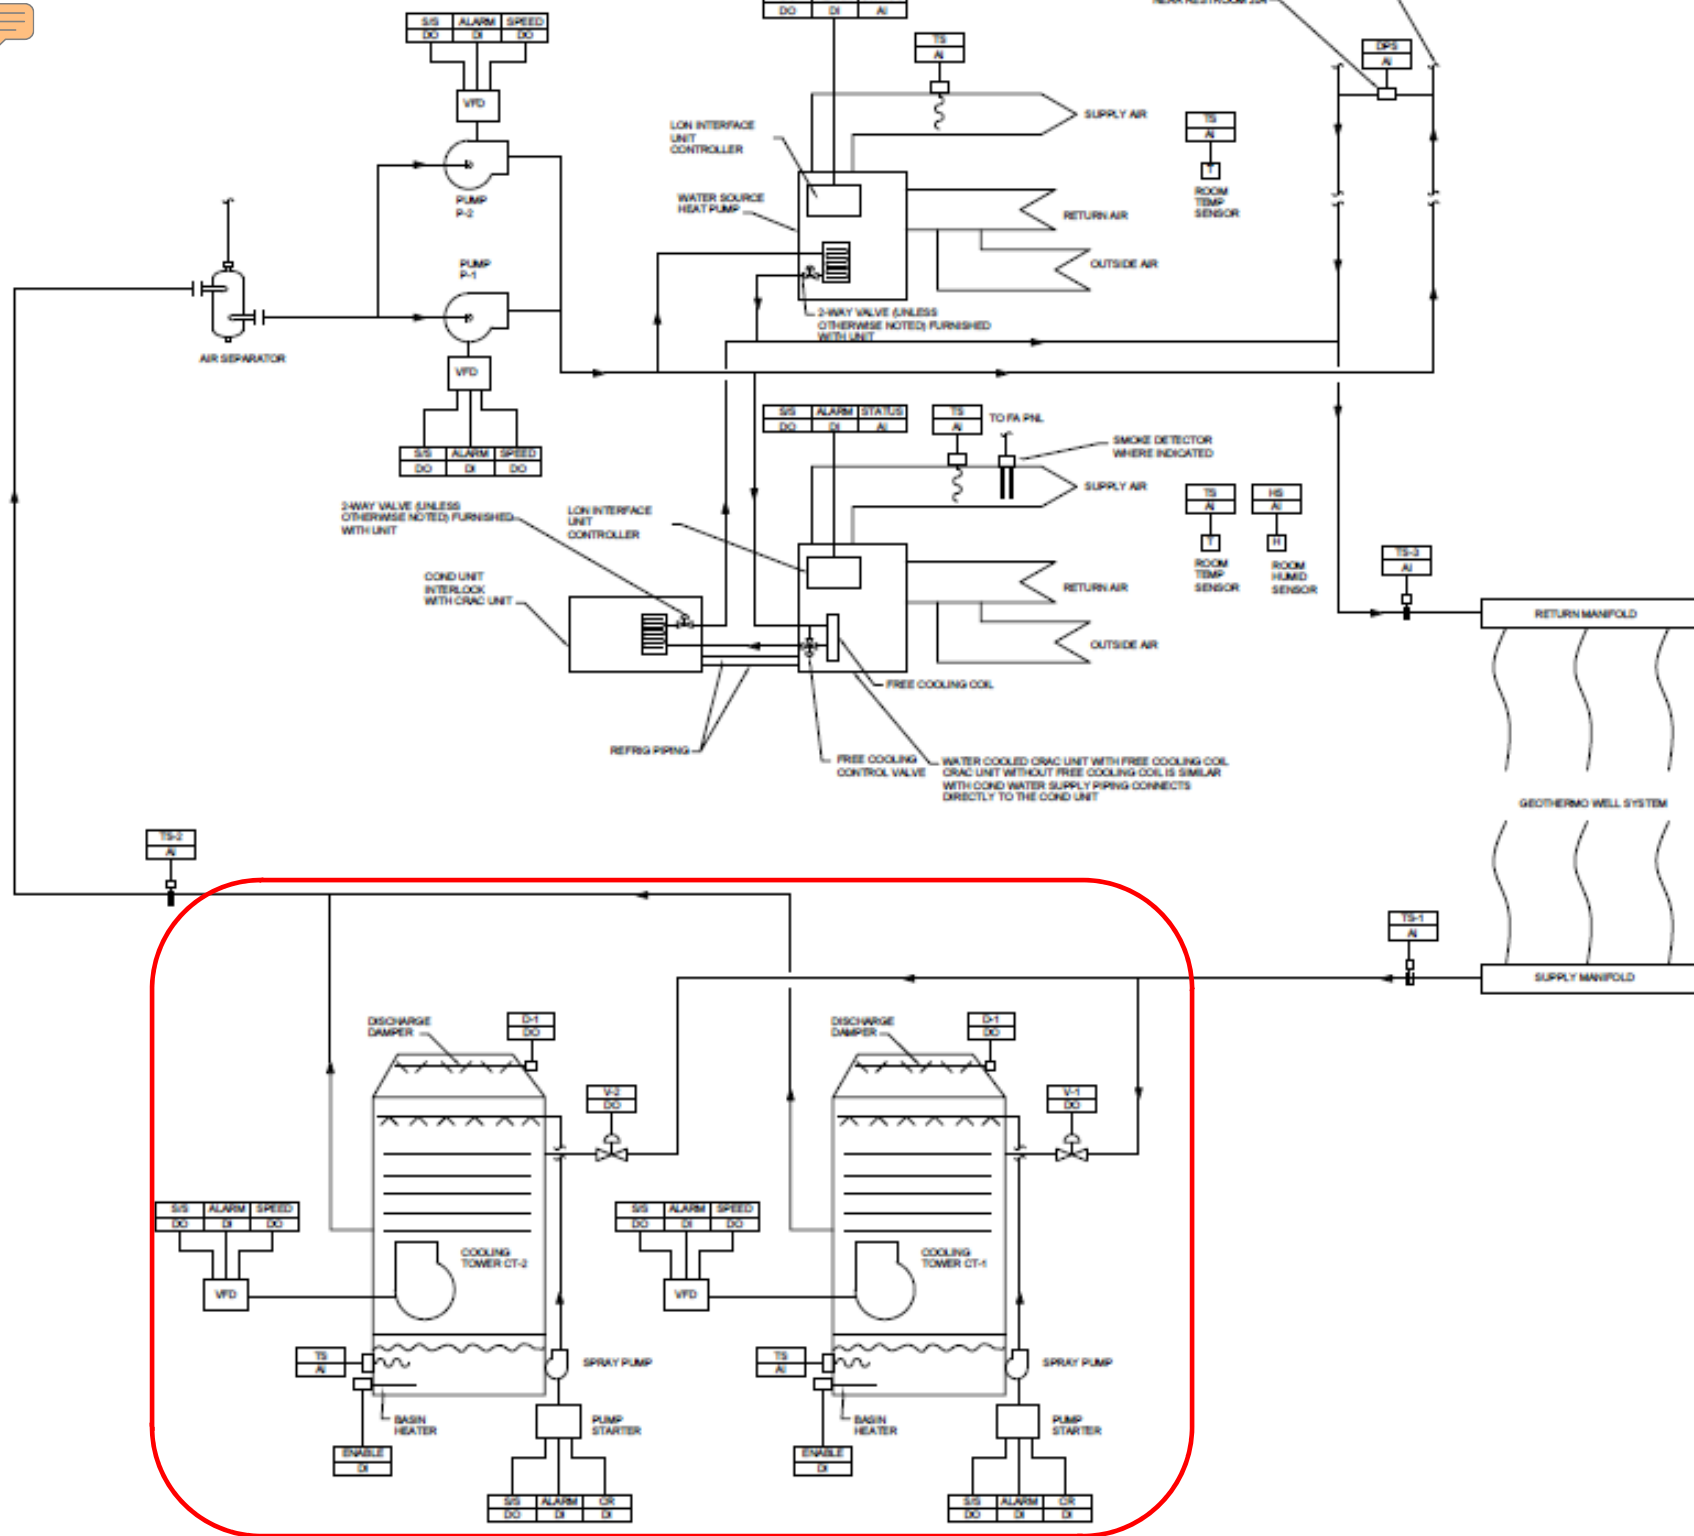 S/S ALARM SPEED
DO DI DO
VFD
PUMP
P-2
PUMP
P-1
VFD
S/S ALARM SPEED
DO DI DO
AIR SEPARATOR
DO DI AI
TS
AI
SUPPLY AIR
LON INTERFACE
UNIT
CONTROLLER
WATER SOURCE
HEAT PUMP
RETURN AIR
OUTSIDE AIR
2-WAY VALVE (UNLESS
OTHERWISE NOTED) FURNISHED
WITH UNIT
TS
AI
T
ROOM
TEMP
SENSOR
NEAR RESTROOM 204
DPS
AI
S/S ALARM STATUS
DO DI AI
TS
AI
TO FA PNL
SMOKE DETECTOR
WHERE INDICATED
SUPPLY AIR
2-WAY VALVE (UNLESS
OTHERWISE NOTED) FURNISHED
WITH UNIT
LON INTERFACE
UNIT
CONTROLLER
COND UNIT
INTERLOCK
WITH CRAC UNIT
RETURN AIR
OUTSIDE AIR
FREE COOLING COIL
REFRIG PIPING
FREE COOLING
CONTROL VALVE
WATER COOLED CRAC UNIT WITH FREE COOLING COIL
CRAC UNIT WITHOUT FREE COOLING COIL IS SIMILAR
WITH COND WATER SUPPLY PIPING CONNECTS
DIRECTLY TO THE COND UNIT
TS
AI
T
ROOM
TEMP
SENSOR
HS
AI
H
ROOM
HUMID
SENSOR
TS-3
AI
RETURN MANIFOLD
GEOTHERMO WELL SYSTEM
TS-1
AI
SUPPLY MANIFOLD
TS-2
AI
DISCHARGE
DAMPER
D-1
DO
V-2
DO
S/S ALARM SPEED
DO DI DO
VFD
COOLING
TOWER CT-2
TS
AI
SPRAY PUMP
BASIN
HEATER
ENABLE
DI
PUMP
STARTER
S/S ALARM CR
DO DI DI
DISCHARGE
DAMPER
D-1
DO
V-1
DO
S/S ALARM SPEED
DO DI DO
VFD
COOLING
TOWER CT-1
TS
AI
SPRAY PUMP
BASIN
HEATER
ENABLE
DI
PUMP
STARTER
S/S ALARM CR
DO DI DI